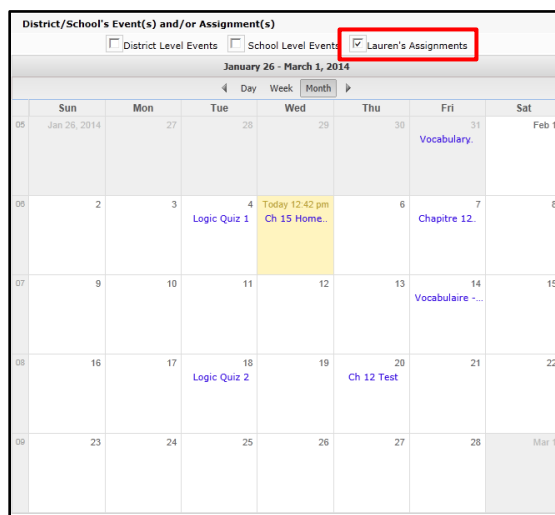 District/School's Event(s) and/or Assignment(s)
District Level Events School Level Events Lauren's Assignments
January 26 - March 1, 2014
Day Week Month
Sun Mon Tue Wed Thu Fri Sat
05 Jan 26, 2014 27 28 29 30 31 Feb 1
Vocabulary..
06 2 3 4 Today 12:42 pm 6 7 8
Logic Quiz 1 Ch 15 Home.. Chapitre 12..
07 9 10 11 12 13 14 15
Vocabulaire -...
08 16 17 18 19 20 21 22
Logic Quiz 2 Ch 12 Test
09 23 24 25 26 27 28 Mar 1